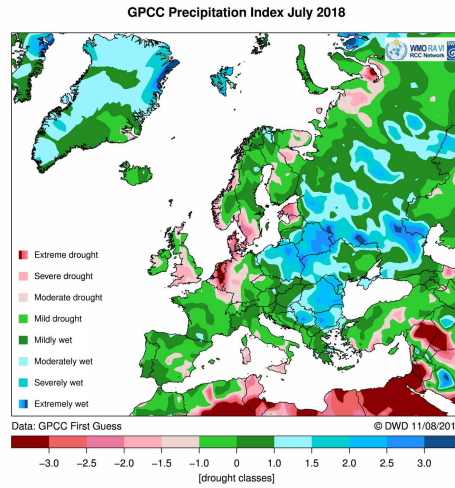 GPCC Precipitation Index July 2018
WMO RA VI
RCC Network
Extreme drought
Severe drought
Moderate drought
Mild drought
Mildly wet
Moderately wet
Severely wet
Extremely wet
Data: GPCC First Guess
© DWD 11/08/201
−3.0 −2.5 −2.0 −1.5 −1.0 0 1.0 1.5 2.0 2.5 3.0
[drought classes]